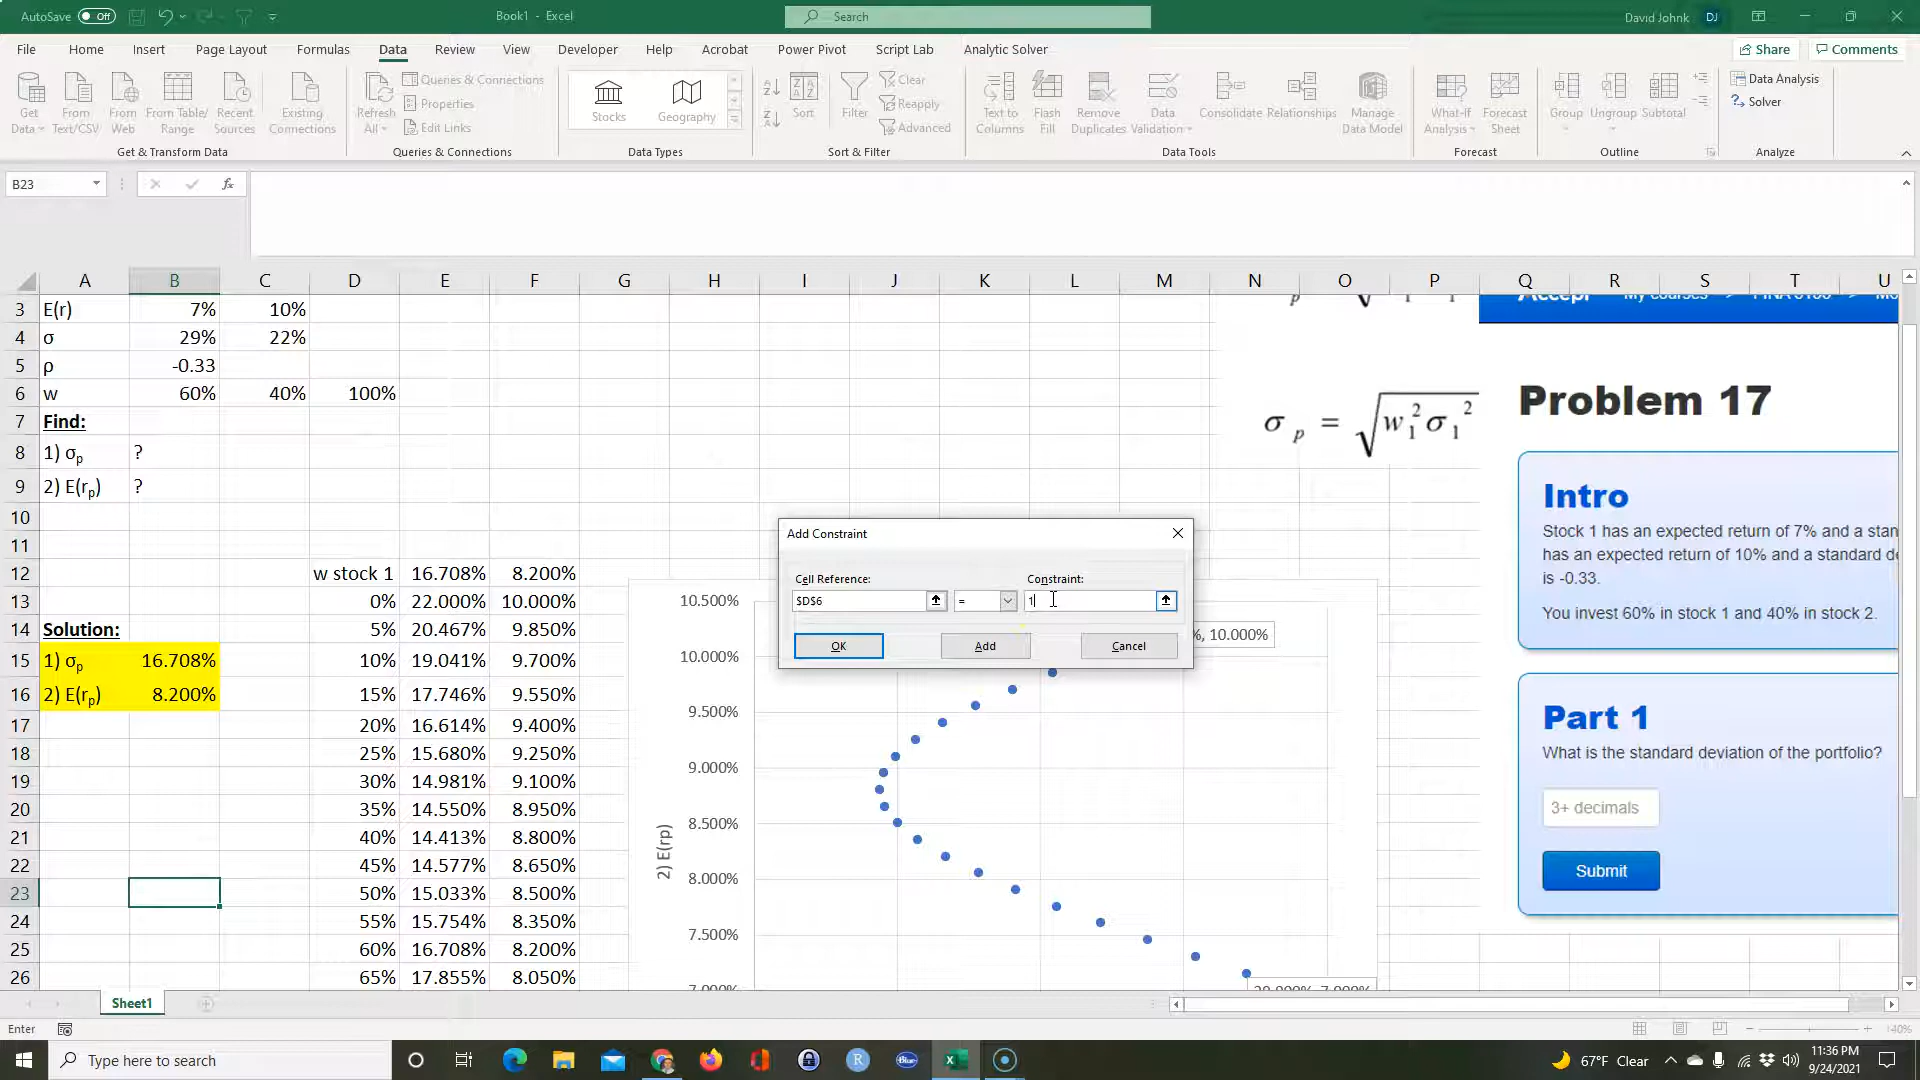 AutoSave Off
Book1 - Excel
Search
David Johnk DJ
File Home Insert Page Layout Formulas Data Review View Developer Help Acrobat Power Pivot Script Lab Analytic Solver Share Comments
Get Data From Text/CSV From Web From Table/ Range Recent Sources Existing Connections
Get & Transform Data
Refresh All Queries & Connections Properties Edit Links
Queries & Connections
Stocks Geography
Data Types
Sort Filter Clear Reapply Advanced
Sort & Filter
Text to Columns Flash Fill Remove Duplicates Data Validation Consolidate Relationships Manage Data Model
Data Tools
What-If Analysis Forecast Sheet
Forecast
Group Ungroup Subtotal
Outline
Data Analysis
Solver
Analyze
B23 fx
A B C D E F G H I J K L M N O P Q R S T U
3 E(r) 7% 10%
4 σ 29% 22%
5 ρ -0.33
6 w 60% 40% 100%
7 Find:
8 1) σp ?
9 2) E(rp) ?
10
11
12 w stock 1 16.708% 8.200%
13 0% 22.000% 10.000%
14 Solution: 5% 20.467% 9.850%
15 1) σp 16.708% 10% 19.041% 9.700%
16 2) E(rp) 8.200% 15% 17.746% 9.550%
17 20% 16.614% 9.400%
18 25% 15.680% 9.250%
19 30% 14.981% 9.100%
20 35% 14.550% 8.950%
21 40% 14.413% 8.800%
22 45% 14.577% 8.650%
23 50% 15.033% 8.500%
24 55% 15.754% 8.350%
25 60% 16.708% 8.200%
26 65% 17.855% 8.050%
10.500%
10.000%
9.500%
9.000%
8.500%
8.000%
7.500%
2) E(rp)
%, 10.000%
Add Constraint
Cell Reference: Constraint:
$D$6 = 1
OK Add Cancel
σ p = √ w 1 2 σ 1 2
My courses
Problem 17
Intro
Stock 1 has an expected return of 7% and a stan
has an expected return of 10% and a standard de
is -0.33.
You invest 60% in stock 1 and 40% in stock 2.
Part 1
What is the standard deviation of the portfolio?
3+ decimals
Submit
Sheet1
Enter
140%
Type here to search
67°F Clear
11:36 PM
9/24/2021